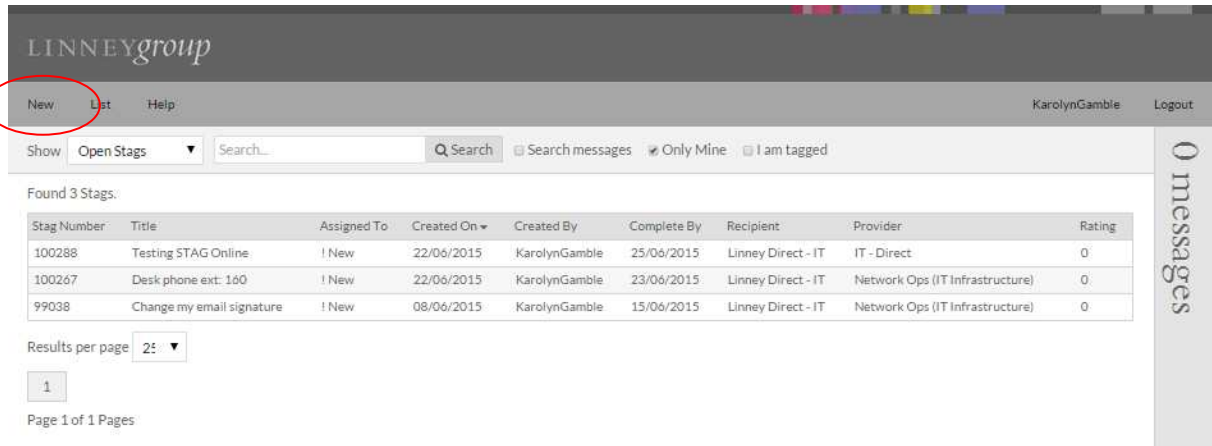 LINNEYgroup
New List Help KarolynGamble Logout
Show Open Stags Search... Search Search messages Only Mine I am tagged
0 messages
Found 3 Stags.
Stag Number Title Assigned To Created On Created By Complete By Recipient Provider Rating
100288 Testing STAG Online ! New 22/06/2015 KarolynGamble 25/06/2015 Linney Direct - IT IT - Direct 0
100267 Desk phone ext: 160 ! New 22/06/2015 KarolynGamble 23/06/2015 Linney Direct - IT Network Ops (IT Infrastructure) 0
99038 Change my email signature ! New 08/06/2015 KarolynGamble 15/06/2015 Linney Direct - IT Network Ops (IT Infrastructure) 0
Results per page 25
1
Page 1 of 1 Pages